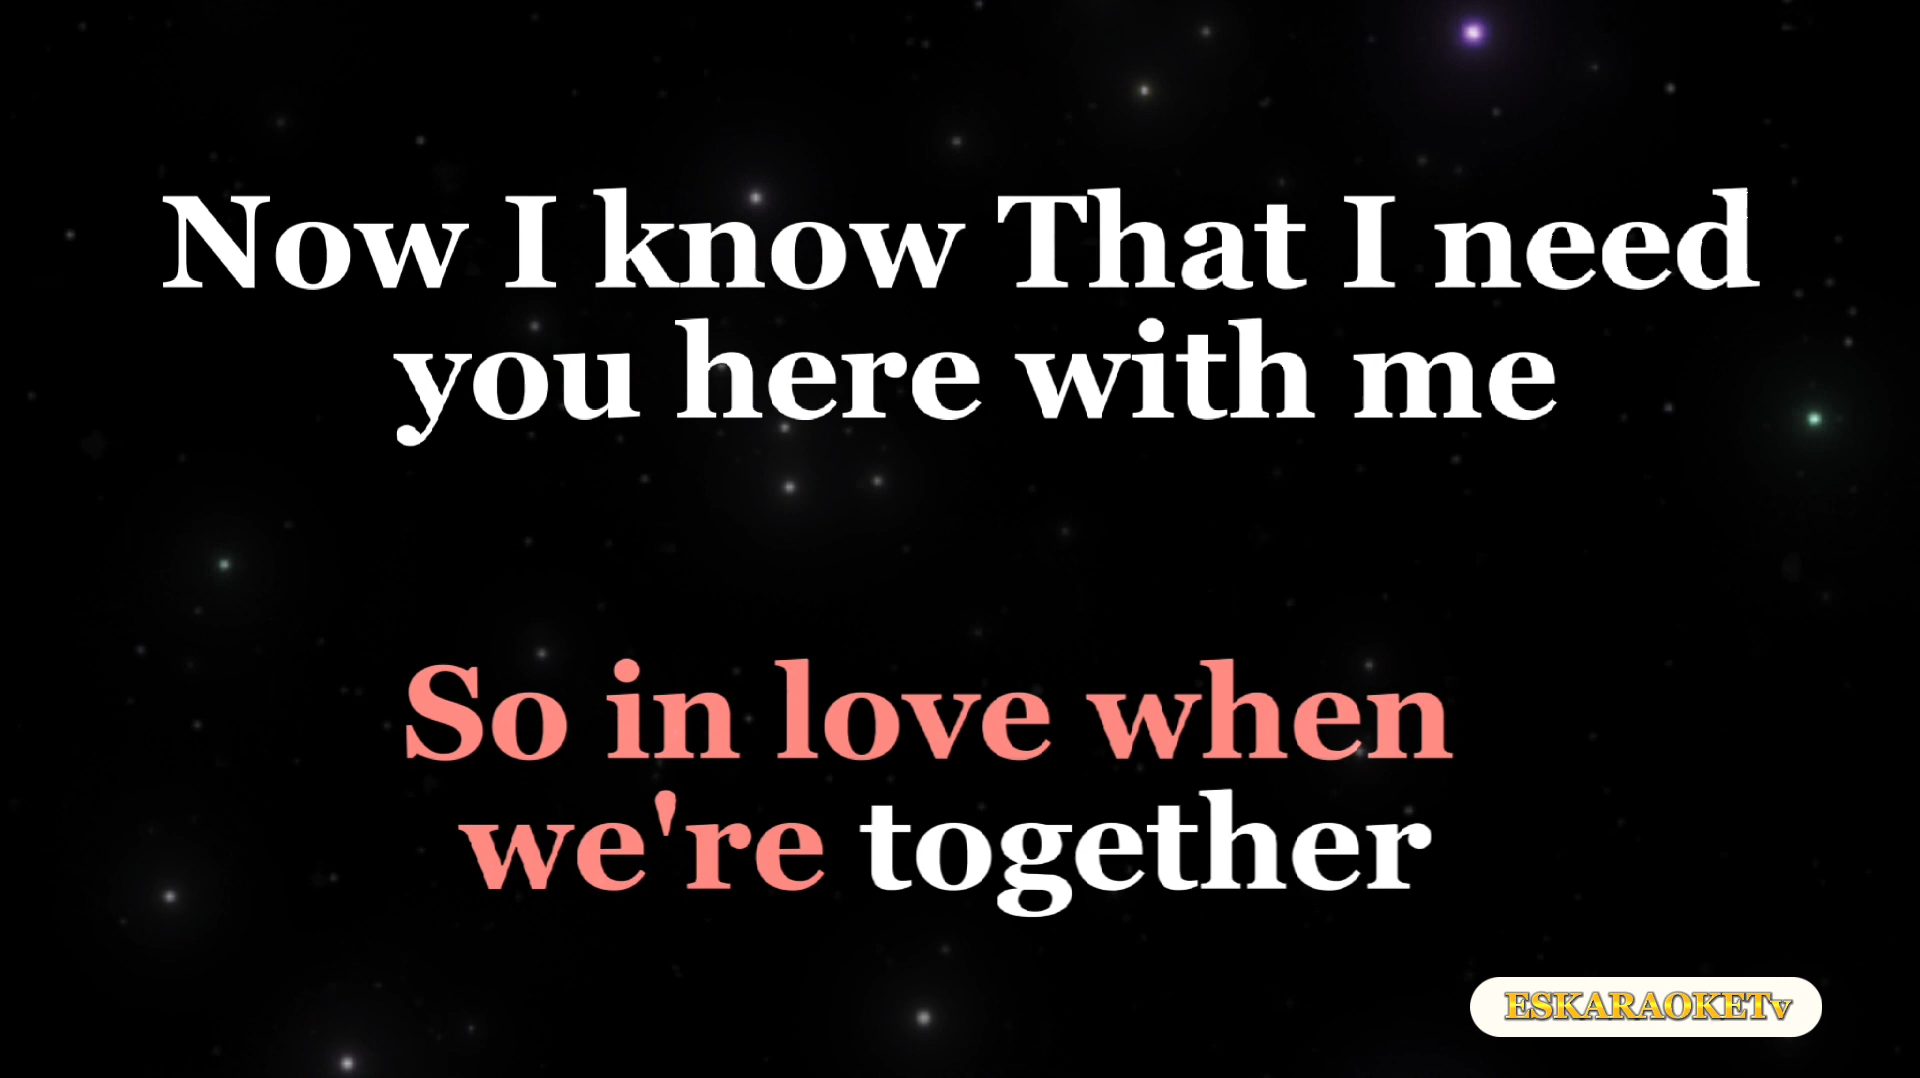 Now I know That I need
you here with me
So in love when
we're together
ESKARAOKETv